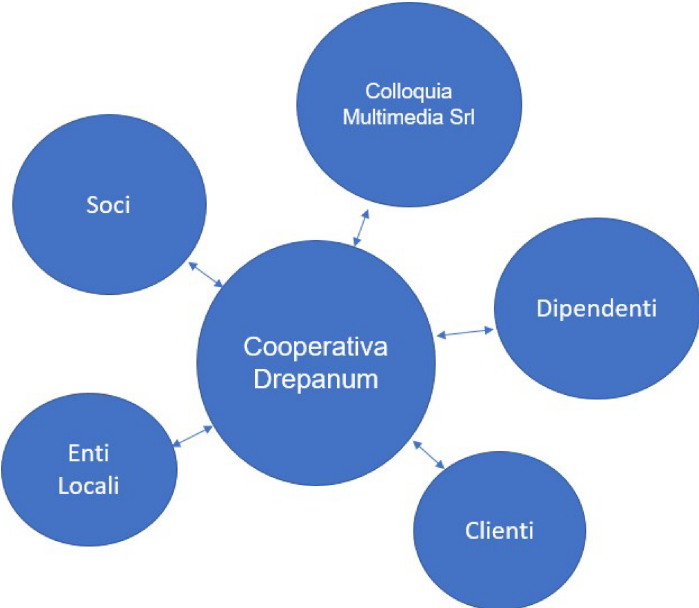 Colloquia
Multimedia Srl
Soci
Dipendenti
Cooperativa
Drepanum
Enti
Locali
Clienti